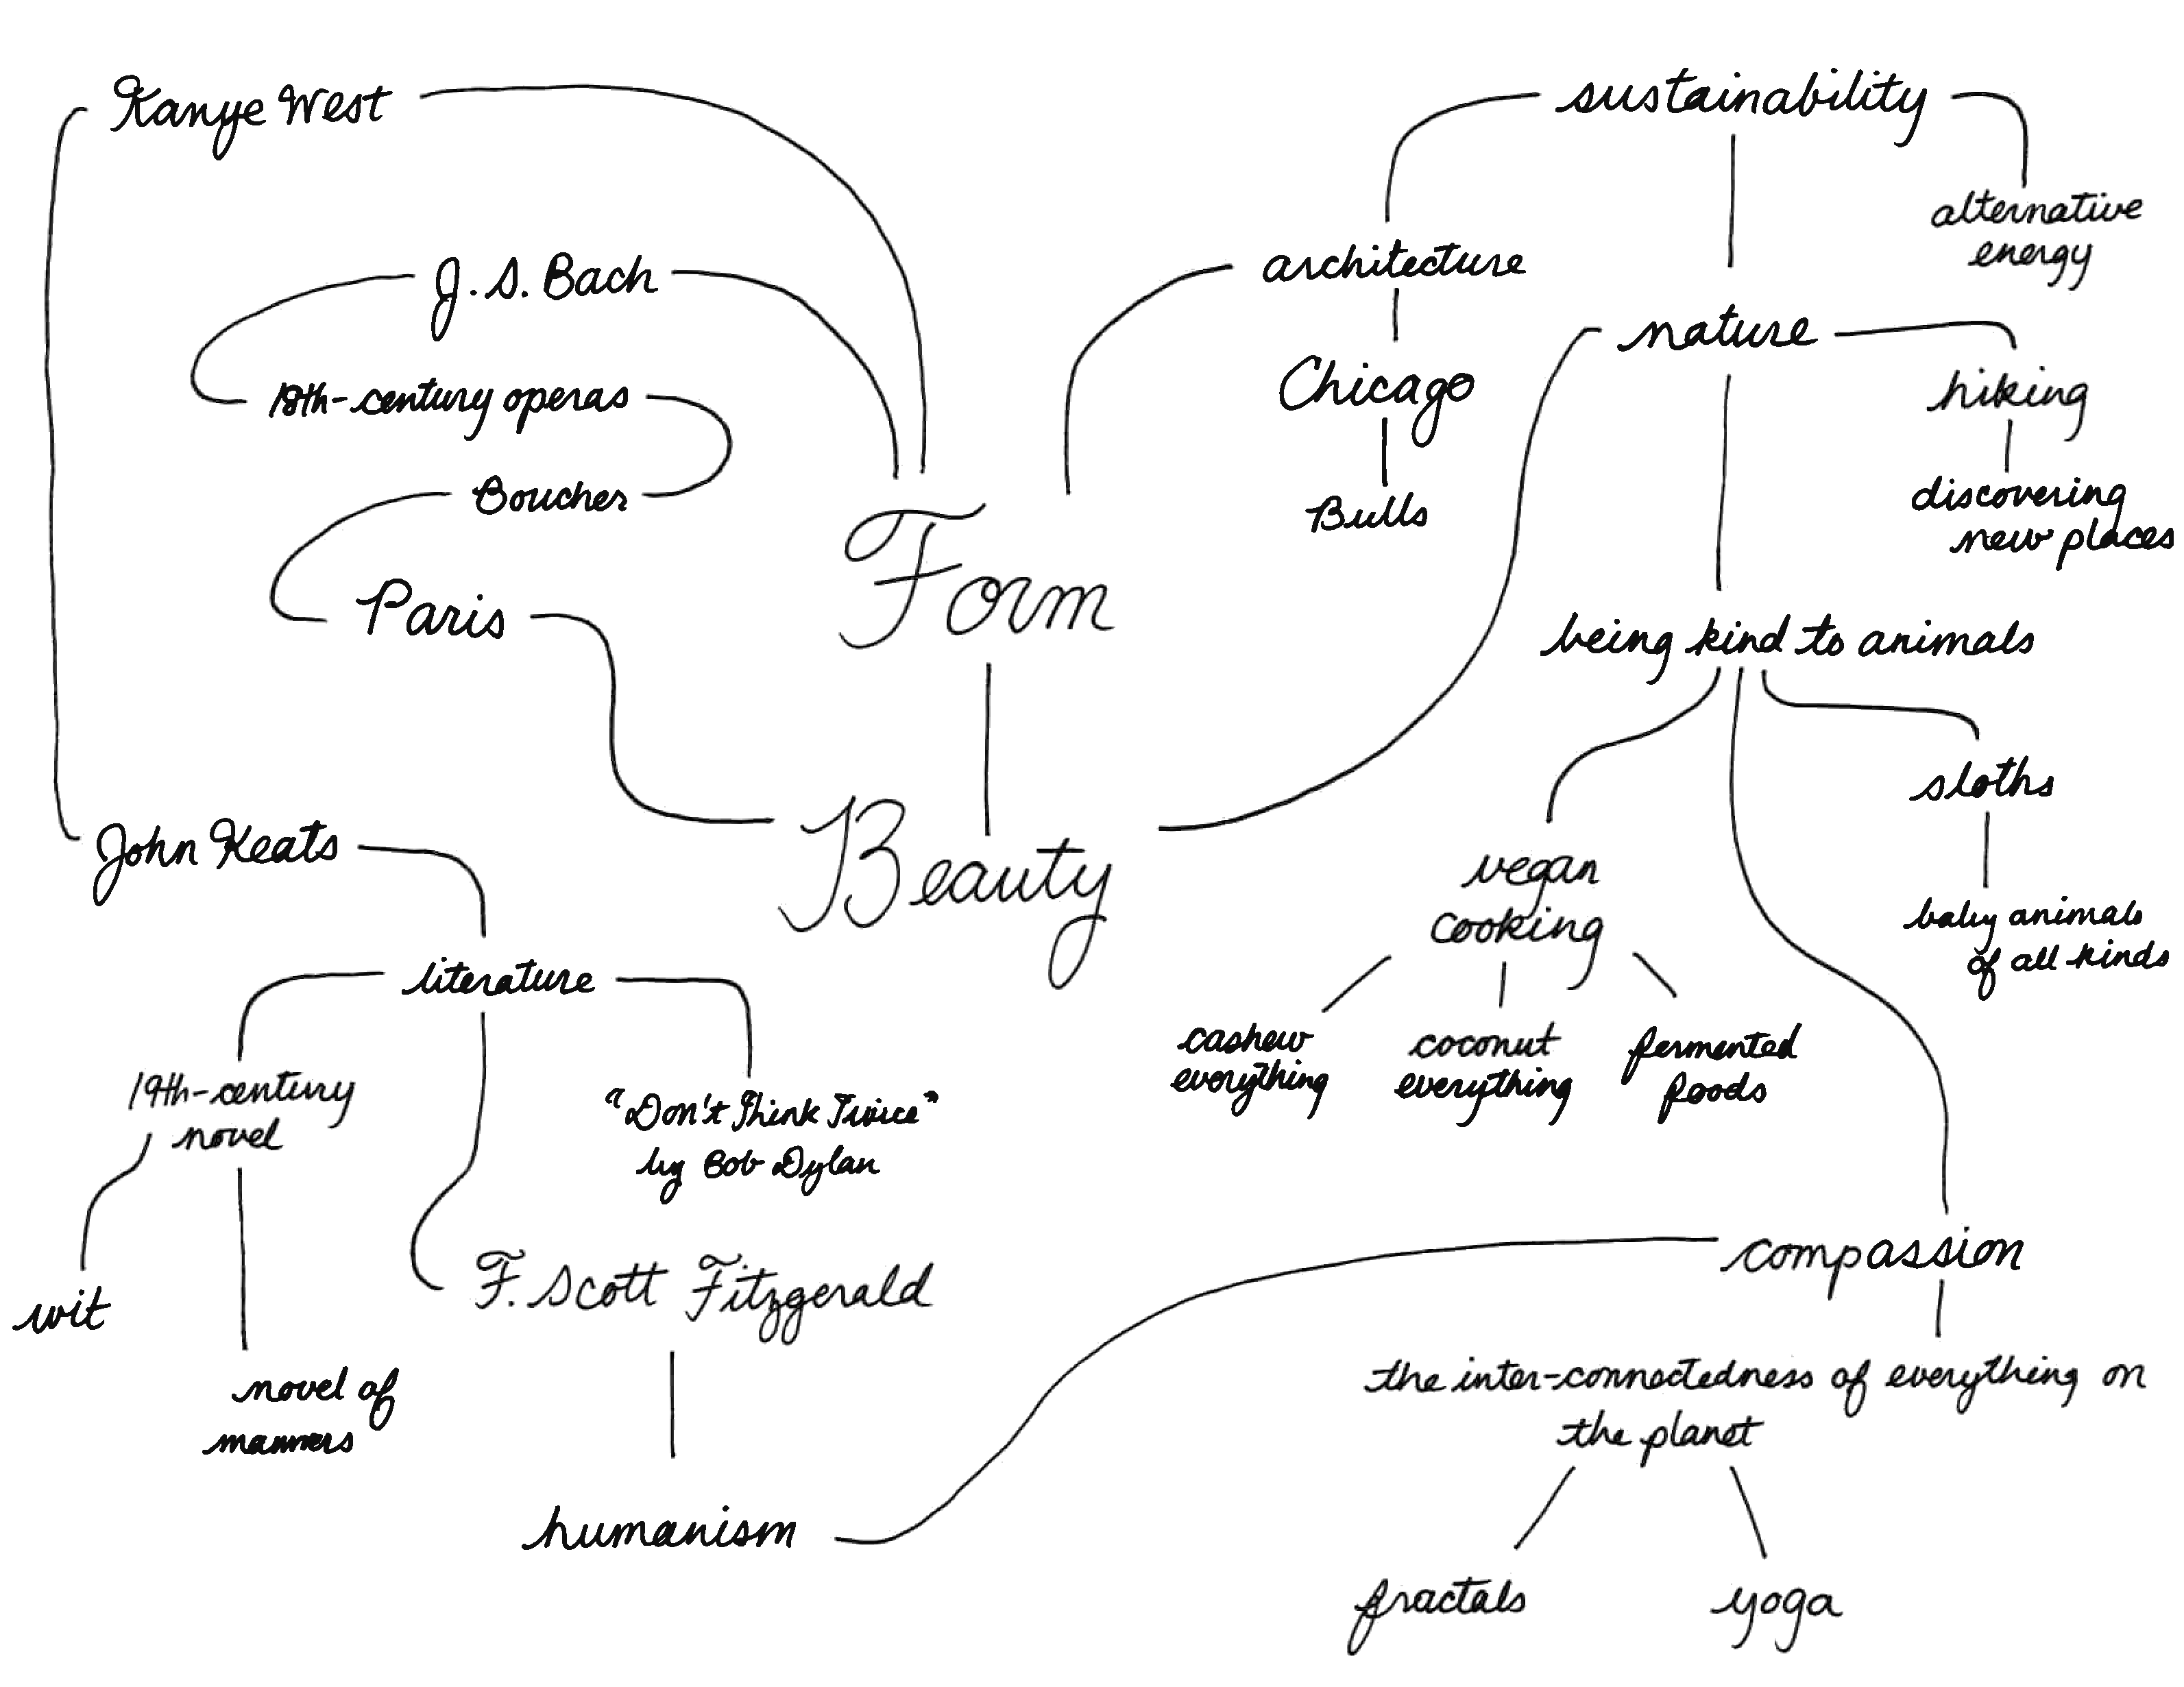 Kanye West
sustainability
alternative
energy
J. S. Bach
architecture
nature
18th-century operas
Chicago
hiking
Boucher
Bulls
discovering
new places
Form
Paris
being kind to animals
sloths
John Keats
Beauty
vegan
cooking
baby animals
of all kinds
literature
cashew
everything
coconut
everything
fermented
foods
19th-century
novel
"Don't Think Twice"
by Bob Dylan
wit
F. Scott Fitzgerald
compassion
novel of
manners
the inter-connectedness of everything on
the planet
humanism
fractals
yoga